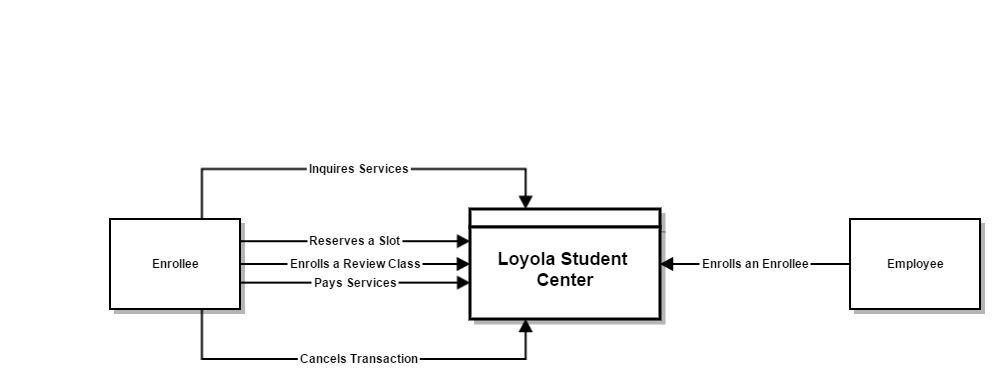 Inquires Services
Reserves a Slot
Enrollee
Enrolls a Review Class
Pays Services
Loyola Student
Center
Enrolls an Enrollee
Employee
Cancels Transaction